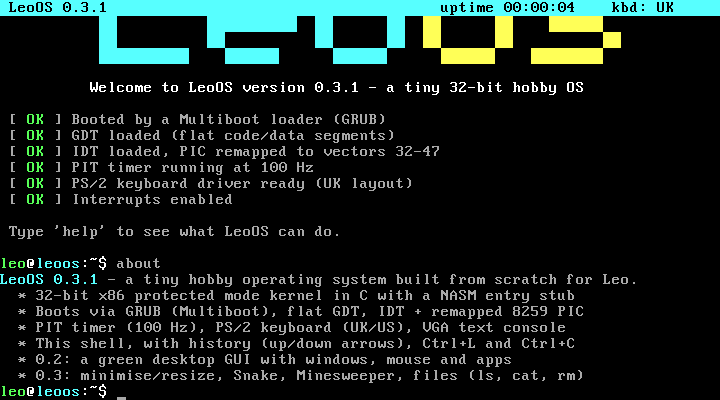 LeoOS 0.3.1 uptime 00:00:04 kbd: UK
LeoOS
Welcome to LeoOS version 0.3.1 - a tiny 32-bit hobby OS
[ OK ] Booted by a Multiboot loader (GRUB)
[ OK ] GDT loaded (flat code/data segments)
[ OK ] IDT loaded, PIC remapped to vectors 32-47
[ OK ] PIT timer running at 100 Hz
[ OK ] PS/2 keyboard driver ready (UK layout)
[ OK ] Interrupts enabled
Type 'help' to see what LeoOS can do.
leo@leoos:~$ about
LeoOS 0.3.1 - a tiny hobby operating system built from scratch for Leo.
* 32-bit x86 protected mode kernel in C with a NASM entry stub
* Boots via GRUB (Multiboot), flat GDT, IDT + remapped 8259 PIC
* PIT timer (100 Hz), PS/2 keyboard (UK/US), VGA text console
* This shell, with history (up/down arrows), Ctrl+L and Ctrl+C
* 0.2: a green desktop GUI with windows, mouse and apps
* 0.3: minimise/resize, Snake, Minesweeper, files (ls, cat, rm)
leo@leoos:~$ _